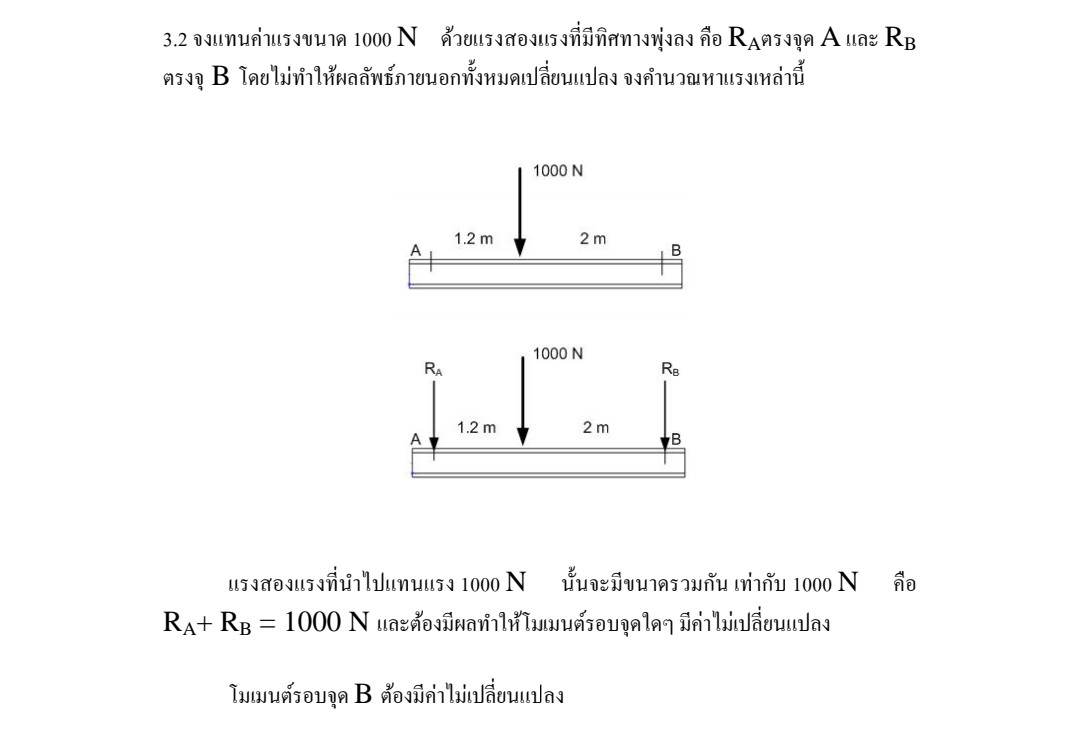 3.2 จงแทนค่าแรงขนาด 1000 N ด้วยแรงสองแรงที่มีทิศทางพุ่งลง คือ RAตรงจุด A และ RB
ตรงจุ B โดยไม่ทำให้ผลลัพธ์ภายนอกทั้งหมดเปลี่ยนแปลง จงคำนวณหาแรงเหล่านี้
1000 N
1.2 m 2 m
A B
1000 N
RA RB
1.2 m 2 m
A B
แรงสองแรงที่นำไปแทนแรง 1000 N นั้นจะมีขนาดรวมกัน เท่ากับ 1000 N คือ
RA+ RB = 1000 N และต้องมีผลทำให้โมเมนต์รอบจุดใดๆ มีค่าไม่เปลี่ยนแปลง
โมเมนต์รอบจุด B ต้องมีค่าไม่เปลี่ยนแปลง